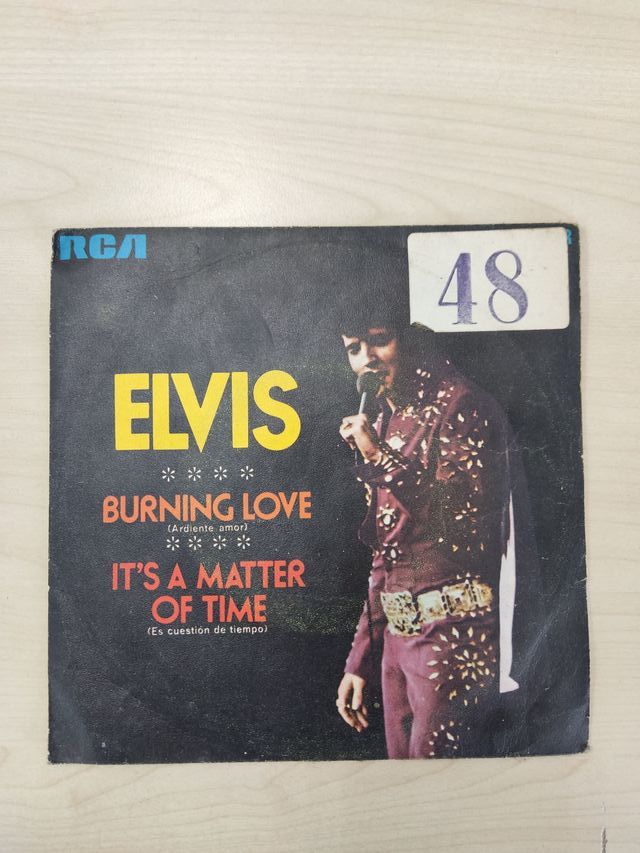 RCA
48
ELVIS
* * * *
BURNING LOVE
(Ardiente amor)
* * * *
IT'S A MATTER
OF TIME
(Es cuestión de tiempo)